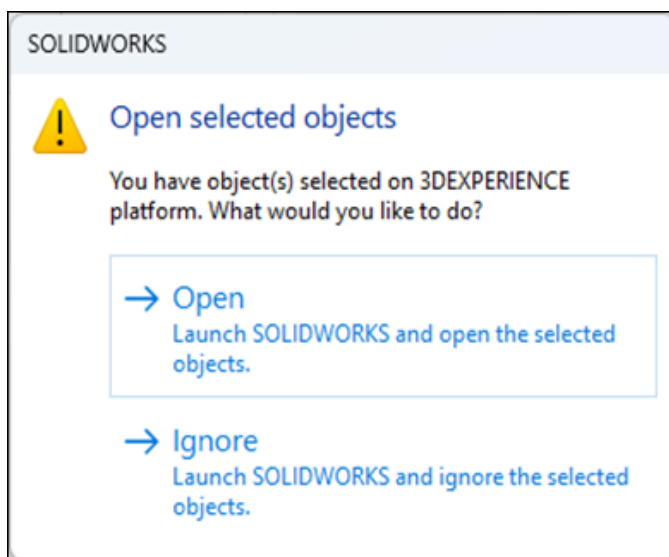 SOLIDWORKS
Open selected objects
You have object(s) selected on 3DEXPERIENCE
platform. What would you like to do?
Open
Launch SOLIDWORKS and open the selected
objects.
Ignore
Launch SOLIDWORKS and ignore the selected
objects.